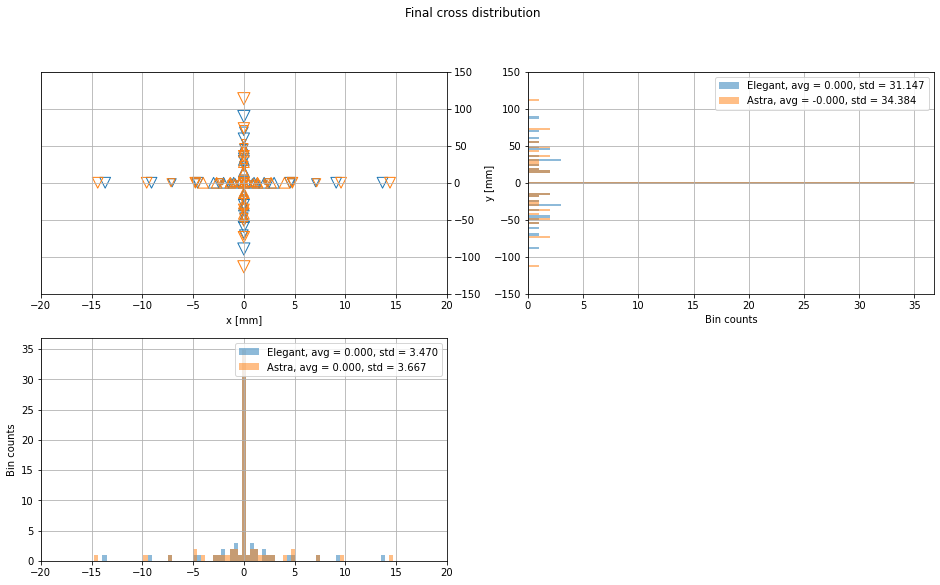 Final cross distribution
150
100
50
0
−50
−100
−150
−20 −15 −10 −5 0 5 10 15 20
x [mm]
150
100
50
0
−50
−100
−150
y [mm]
Elegant, avg = 0.000, std = 31.147
Astra, avg = -0.000, std = 34.384
0 5 10 15 20 25 30 35
Bin counts
35
30
25
20
15
10
5
0
Bin counts
Elegant, avg = 0.000, std = 3.470
Astra, avg = 0.000, std = 3.667
−20 −15 −10 −5 0 5 10 15 20